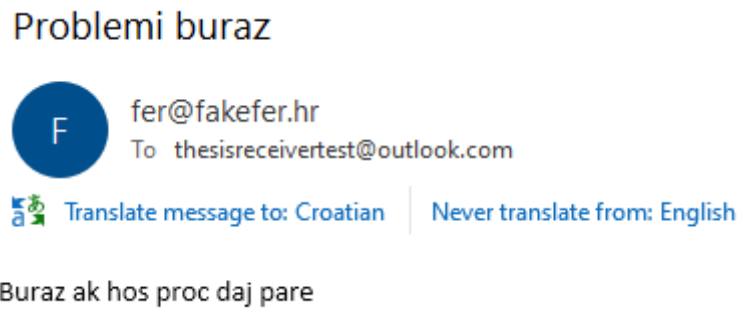 Problemi buraz
F
fer@fakefer.hr
To thesisreceivertest@outlook.com
Translate message to: Croatian Never translate from: English
Buraz ak hos proc daj pare